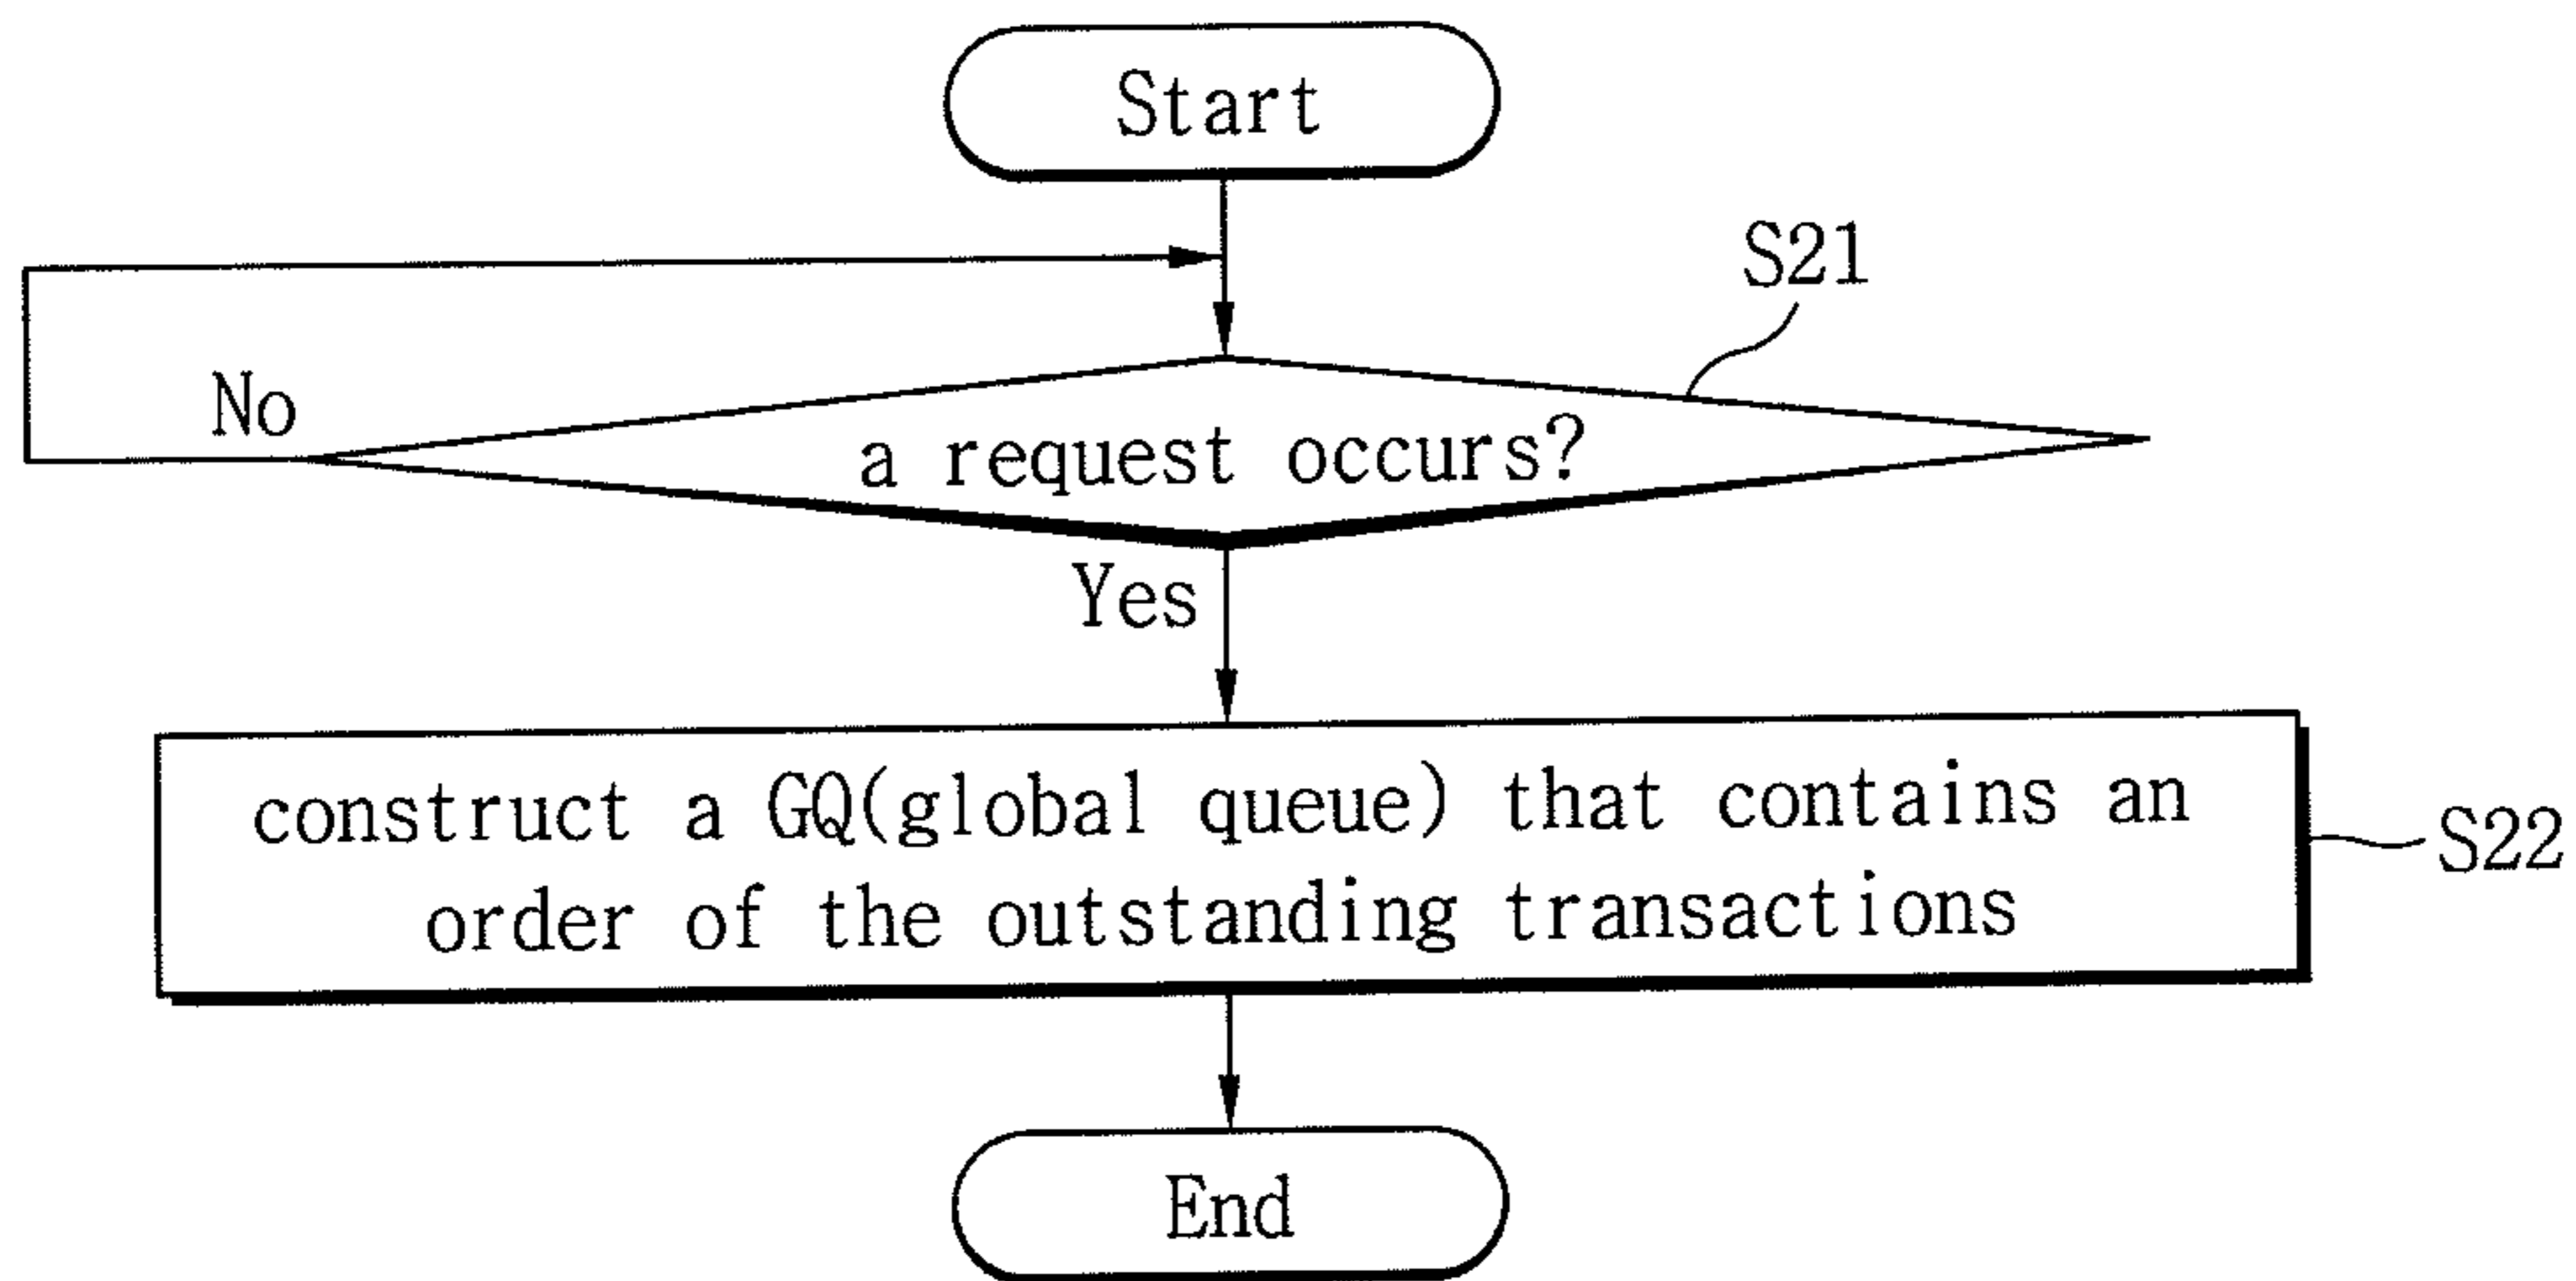 Start
S21
No
a request occurs?
Yes
construct a GQ(global queue) that contains an
order of the outstanding transactions
S22
End